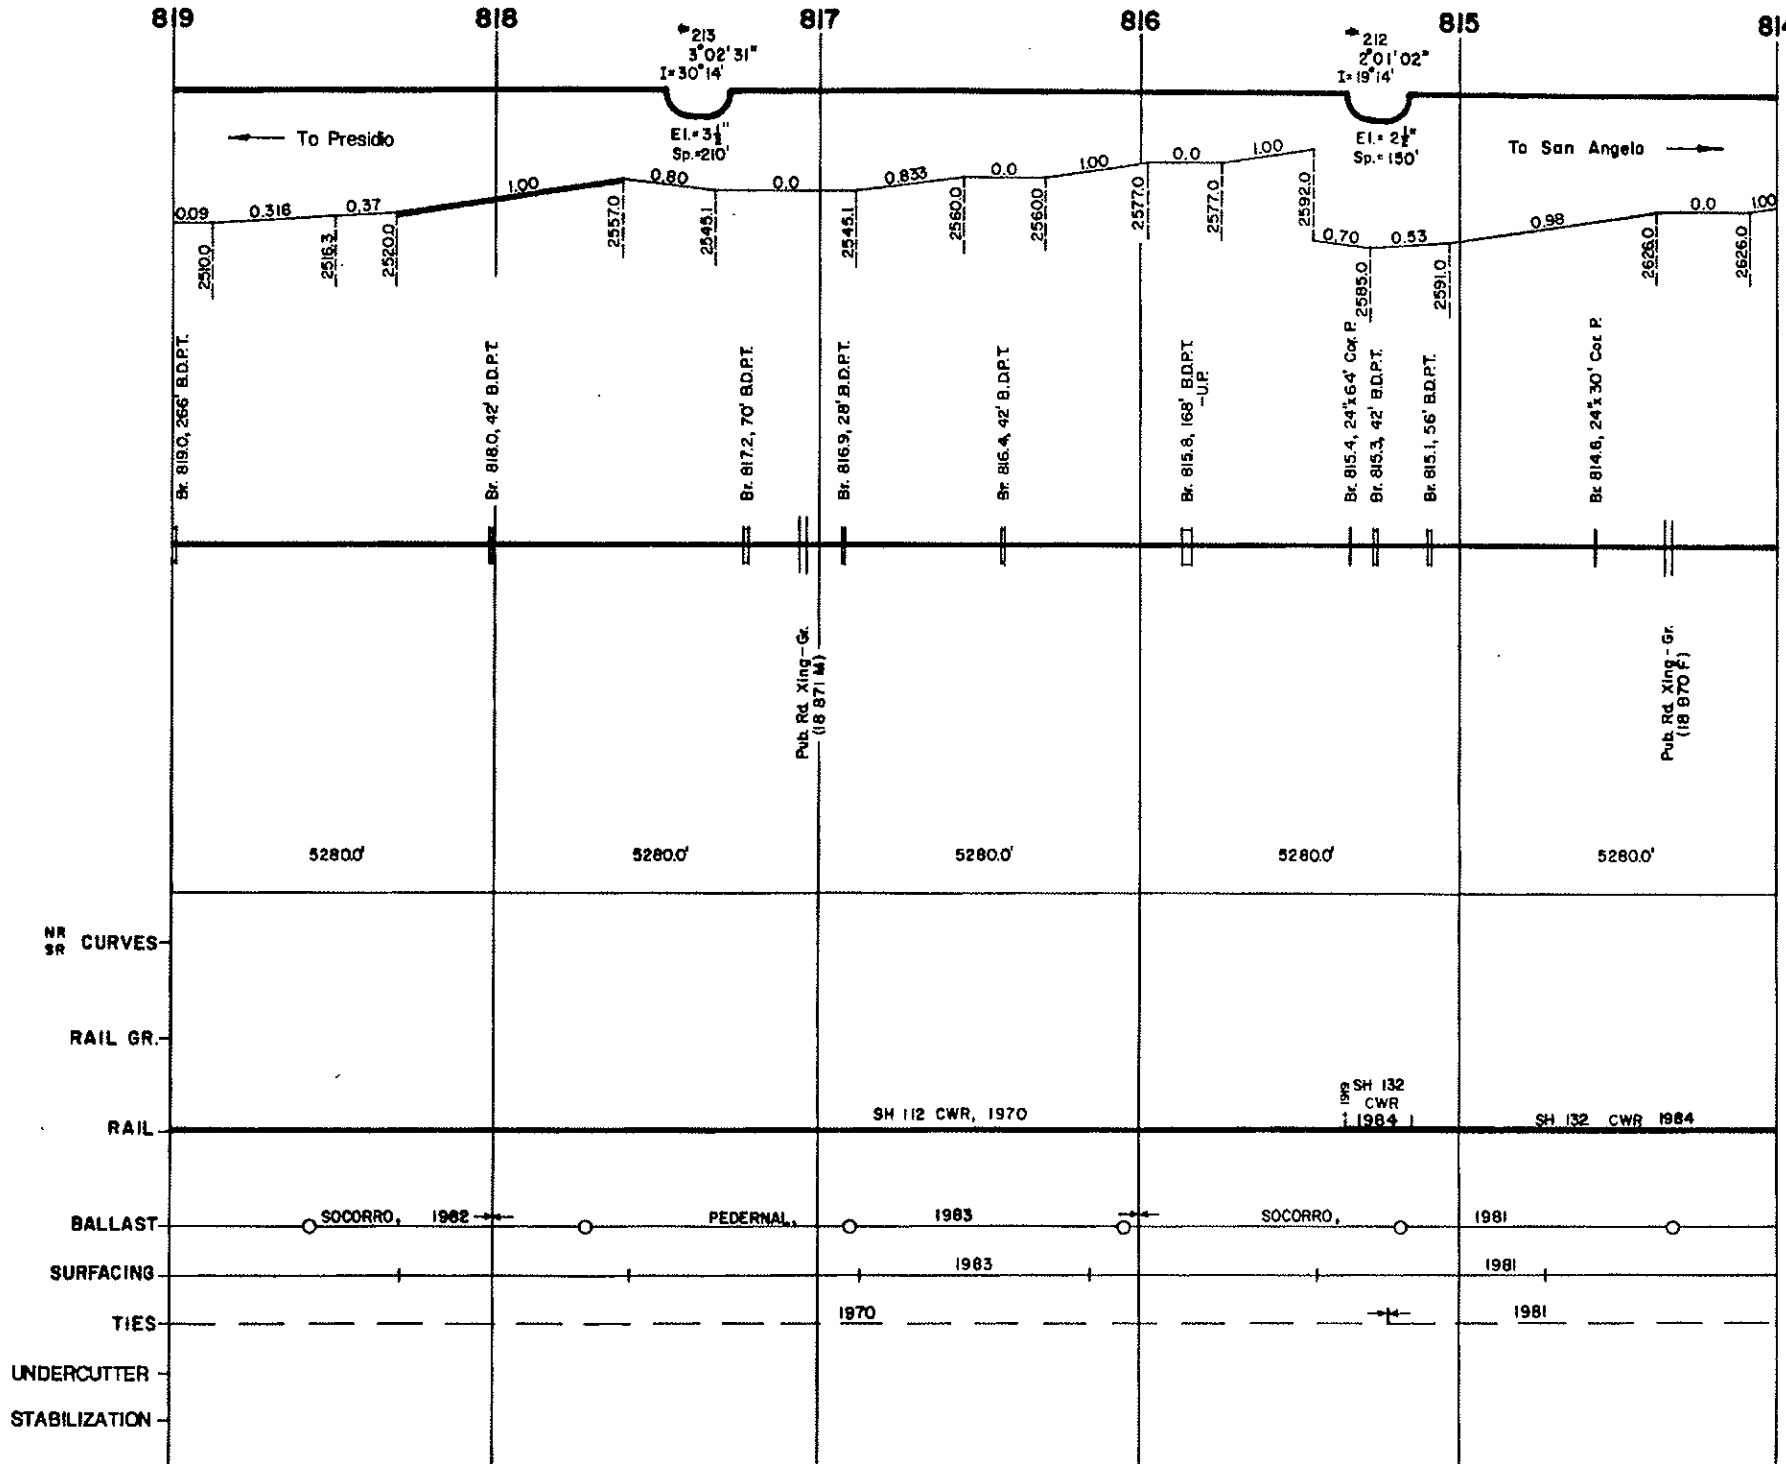 819 818 817 816 815 814
213
3°02'31"
I=30°14'
212
2°01'02"
I=19°14'
← To Presidio
El.=3½"
Sp.=210'
El.=2½"
Sp.=150'
To San Angelo →
0.09 0.316 0.37 1.00 0.80 0.0 0.833 0.0 1.00 0.0 1.00 0.70 0.53 0.98 0.0 1.00
2510.0
2516.3
2520.0
2557.0
2545.1
2545.1
2560.0
2560.0
2577.0
2577.0
2592.0
2585.0
2591.0
2626.0
2626.0
Br. 819.0, 266' B.D.P.T.
Br. 818.0, 42' B.D.P.T.
Br. 817.2, 70' B.D.P.T.
Br. 816.9, 28' B.D.P.T.
Br. 816.4, 42' B.D.P.T.
Br. 815.8, 168' B.D.P.T.
-U.P.
Br. 815.4, 24"x 64' Cor. P.
Br. 815.3, 42' B.D.P.T.
Br. 815.1, 56' B.D.P.T.
Br. 814.6, 24"x 30' Cor. P.
Pub. Rd. Xing-Gr.
(18 871 M)
Pub. Rd. Xing-Gr.
(18 870 F)
5280.0' 5280.0' 5280.0' 5280.0' 5280.0'
NR
SR
CURVES
RAIL GR.
RAIL
SH 112 CWR, 1970
1919
SH 132
CWR
1984
SH 132 CWR 1984
BALLAST
SOCORRO, 1982 PEDERNAL, 1983 SOCORRO, 1981
SURFACING
1983 1981
TIES
1970 1981
UNDERCUTTER
STABILIZATION